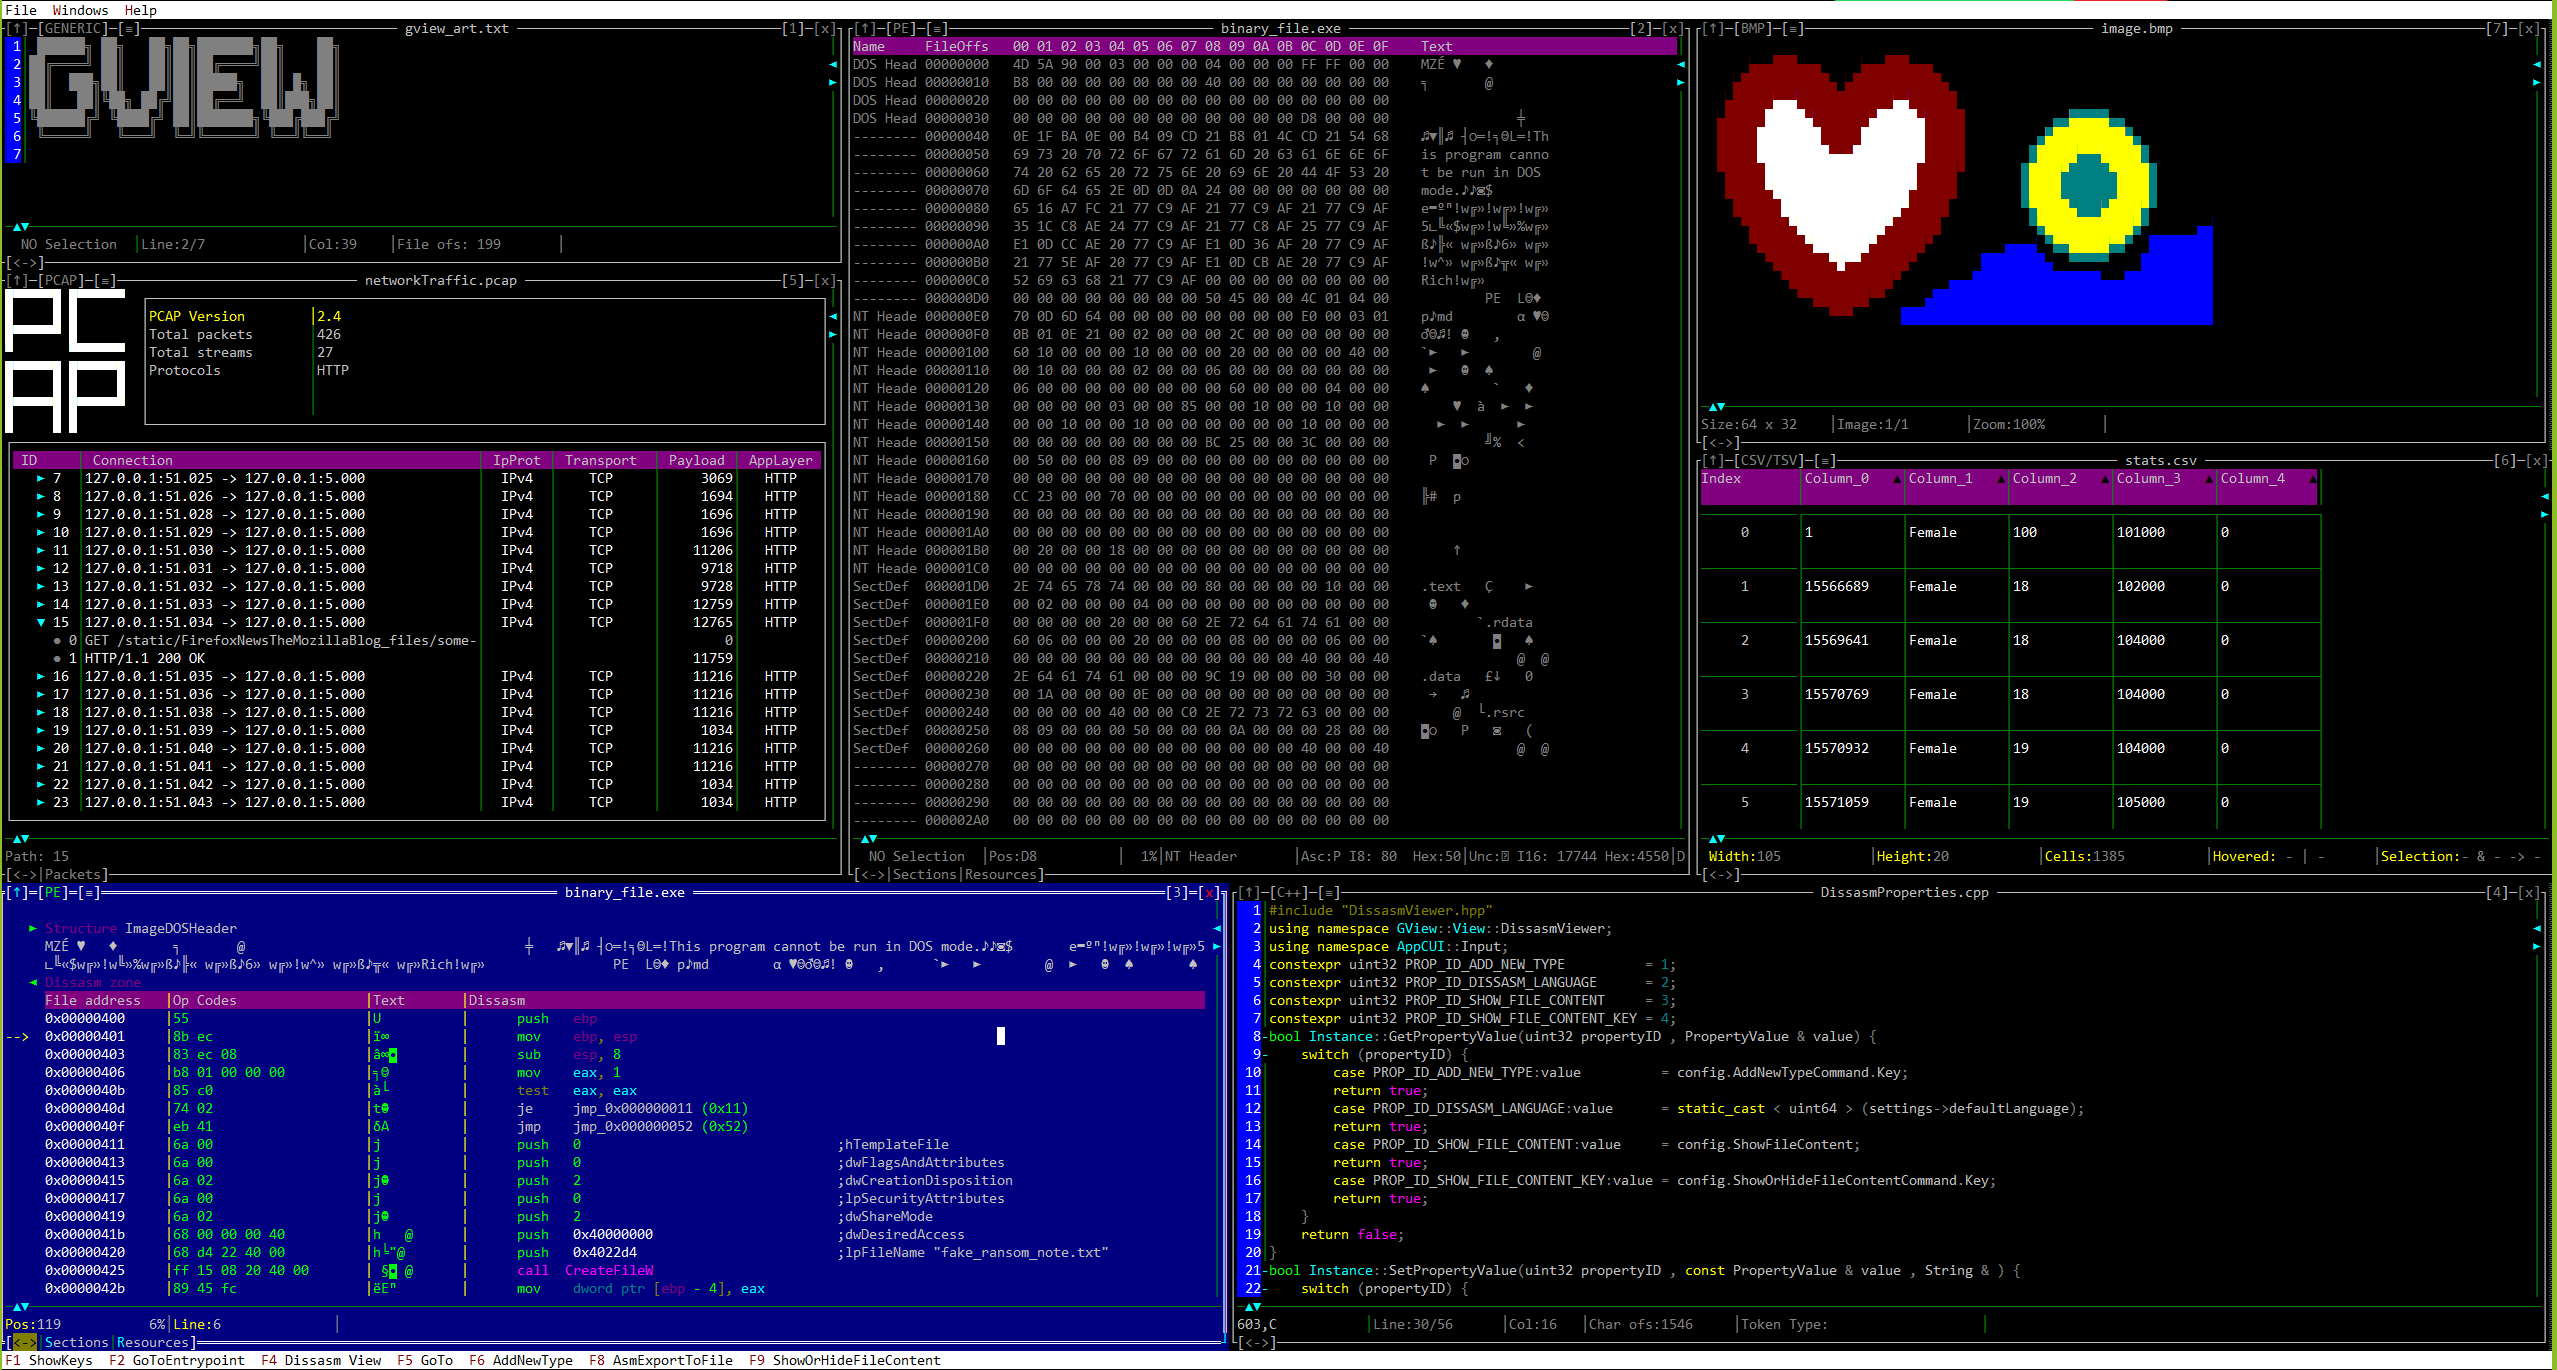 File  Windows  Help
[↑]─[GENERIC]─[≡] gview_art.txt [1]─[x]
GVIEW
1
2
3
4
5
6
7
NO Selection │Line:2/7 │Col:39 │File ofs: 199
[<->]
[↑]─[PCAP]─[≡] networkTraffic.pcap [5]─[x]
PC
AP
PCAP Version 2.4
Total packets 426
Total streams 27
Protocols HTTP
ID Connection IpProt Transport Payload AppLayer
► 7 127.0.0.1:51.025 -> 127.0.0.1:5.000 IPv4 TCP 3069 HTTP
► 8 127.0.0.1:51.026 -> 127.0.0.1:5.000 IPv4 TCP 1694 HTTP
► 9 127.0.0.1:51.028 -> 127.0.0.1:5.000 IPv4 TCP 1696 HTTP
► 10 127.0.0.1:51.029 -> 127.0.0.1:5.000 IPv4 TCP 1696 HTTP
► 11 127.0.0.1:51.030 -> 127.0.0.1:5.000 IPv4 TCP 11206 HTTP
► 12 127.0.0.1:51.031 -> 127.0.0.1:5.000 IPv4 TCP 9718 HTTP
► 13 127.0.0.1:51.032 -> 127.0.0.1:5.000 IPv4 TCP 9728 HTTP
► 14 127.0.0.1:51.033 -> 127.0.0.1:5.000 IPv4 TCP 12759 HTTP
▼ 15 127.0.0.1:51.034 -> 127.0.0.1:5.000 IPv4 TCP 12765 HTTP
● 0 GET /static/FirefoxNewsTheMozillaBlog_files/some- 0
● 1 HTTP/1.1 200 OK 11759
► 16 127.0.0.1:51.035 -> 127.0.0.1:5.000 IPv4 TCP 11216 HTTP
► 17 127.0.0.1:51.036 -> 127.0.0.1:5.000 IPv4 TCP 11216 HTTP
► 18 127.0.0.1:51.038 -> 127.0.0.1:5.000 IPv4 TCP 11216 HTTP
► 19 127.0.0.1:51.039 -> 127.0.0.1:5.000 IPv4 TCP 1034 HTTP
► 20 127.0.0.1:51.040 -> 127.0.0.1:5.000 IPv4 TCP 11216 HTTP
► 21 127.0.0.1:51.041 -> 127.0.0.1:5.000 IPv4 TCP 11216 HTTP
► 22 127.0.0.1:51.042 -> 127.0.0.1:5.000 IPv4 TCP 1034 HTTP
► 23 127.0.0.1:51.043 -> 127.0.0.1:5.000 IPv4 TCP 1034 HTTP
Path: 15
[<->|Packets]
[↑]─[PE]─[≡] binary_file.exe [2]─[x]
Name FileOffs 00 01 02 03 04 05 06 07 08 09 0A 0B 0C 0D 0E 0F Text
DOS Head 00000000 4D 5A 90 00 03 00 00 00 04 00 00 00 FF FF 00 00 MZÉ ♥ ♦
DOS Head 00000010 B8 00 00 00 00 00 00 00 40 00 00 00 00 00 00 00 ╕ @
DOS Head 00000020 00 00 00 00 00 00 00 00 00 00 00 00 00 00 00 00
DOS Head 00000030 00 00 00 00 00 00 00 00 00 00 00 00 D8 00 00 00 ╪
-------- 00000040 0E 1F BA 0E 00 B4 09 CD 21 B8 01 4C CD 21 54 68 ♫▼║♫ ┤○═!╕☺L═!Th
-------- 00000050 69 73 20 70 72 6F 67 72 61 6D 20 63 61 6E 6E 6F is program canno
-------- 00000060 74 20 62 65 20 72 75 6E 20 69 6E 20 44 4F 53 20 t be run in DOS
-------- 00000070 6D 6F 64 65 2E 0D 0D 0A 24 00 00 00 00 00 00 00 mode.♪♪◙$
-------- 00000080 65 16 A7 FC 21 77 C9 AF 21 77 C9 AF 21 77 C9 AF e▬ºⁿ!w╔»!w╔»!w╔»
-------- 00000090 35 1C C8 AE 24 77 C9 AF 21 77 C8 AF 25 77 C9 AF 5∟╚«$w╔»!w╚»%w╔»
-------- 000000A0 E1 0D CC AE 20 77 C9 AF E1 0D 36 AF 20 77 C9 AF ß♪╠« w╔»ß♪6» w╔»
-------- 000000B0 21 77 5E AF 20 77 C9 AF E1 0D CB AE 20 77 C9 AF !w^» w╔»ß♪╦« w╔»
-------- 000000C0 52 69 63 68 21 77 C9 AF 00 00 00 00 00 00 00 00 Rich!w╔»
-------- 000000D0 00 00 00 00 00 00 00 00 50 45 00 00 4C 01 04 00 PE L☺♦
NT Heade 000000E0 70 0D 6D 64 00 00 00 00 00 00 00 00 E0 00 03 01 p♪md α ♥☺
NT Heade 000000F0 0B 01 0E 21 00 02 00 00 00 2C 00 00 00 00 00 00 ♂☺♫! ☻ ,
NT Heade 00000100 60 10 00 00 00 10 00 00 00 20 00 00 00 00 40 00 `► ► @
NT Heade 00000110 00 10 00 00 00 02 00 00 06 00 00 00 00 00 00 00 ► ☻ ♠
NT Heade 00000120 06 00 00 00 00 00 00 00 00 60 00 00 00 04 00 00 ♠ ` ♦
NT Heade 00000130 00 00 00 00 03 00 00 85 00 00 10 00 00 10 00 00 ♥ à ► ►
NT Heade 00000140 00 00 10 00 00 10 00 00 00 00 00 00 10 00 00 00 ► ► ►
NT Heade 00000150 00 00 00 00 00 00 00 00 BC 25 00 00 3C 00 00 00 ╝% <
NT Heade 00000160 00 50 00 00 08 09 00 00 00 00 00 00 00 00 00 00 P ◘○
NT Heade 00000170 00 00 00 00 00 00 00 00 00 00 00 00 00 00 00 00
NT Heade 00000180 CC 23 00 00 70 00 00 00 00 00 00 00 00 00 00 00 ╠# p
NT Heade 00000190 00 00 00 00 00 00 00 00 00 00 00 00 00 00 00 00
NT Heade 000001A0 00 00 00 00 00 00 00 00 00 00 00 00 00 00 00 00
NT Heade 000001B0 00 20 00 00 18 00 00 00 00 00 00 00 00 00 00 00 ↑
NT Heade 000001C0 00 00 00 00 00 00 00 00 00 00 00 00 00 00 00 00
SectDef 000001D0 2E 74 65 78 74 00 00 00 80 00 00 00 00 10 00 00 .text Ç ►
SectDef 000001E0 00 02 00 00 00 04 00 00 00 00 00 00 00 00 00 00 ☻ ♦
SectDef 000001F0 00 00 00 00 20 00 00 60 2E 72 64 61 74 61 00 00 `.rdata
SectDef 00000200 60 06 00 00 00 20 00 00 00 08 00 00 00 06 00 00 `♠ ◘ ♠
SectDef 00000210 00 00 00 00 00 00 00 00 00 00 00 00 40 00 00 40 @ @
SectDef 00000220 2E 64 61 74 61 00 00 00 9C 19 00 00 00 30 00 00 .data £↓ 0
SectDef 00000230 00 1A 00 00 00 0E 00 00 00 00 00 00 00 00 00 00 → ♫
SectDef 00000240 00 00 00 00 40 00 00 C0 2E 72 73 72 63 00 00 00 @ └.rsrc
SectDef 00000250 08 09 00 00 00 50 00 00 00 0A 00 00 00 28 00 00 ◘○ P ◙ (
SectDef 00000260 00 00 00 00 00 00 00 00 00 00 00 00 40 00 00 40 @ @
-------- 00000270 00 00 00 00 00 00 00 00 00 00 00 00 00 00 00 00
-------- 00000280 00 00 00 00 00 00 00 00 00 00 00 00 00 00 00 00
-------- 00000290 00 00 00 00 00 00 00 00 00 00 00 00 00 00 00 00
-------- 000002A0 00 00 00 00 00 00 00 00 00 00 00 00 00 00 00 00
NO Selection │Pos:D8 │ 1%│NT Header │Asc:P I8: 80 Hex:50│Unc: I16: 17744 Hex:4550│D
[<->|Sections|Resources]
[↑]─[BMP]─[≡] image.bmp [7]─[x]
Size:64 x 32 │Image:1/1 │Zoom:100%
[<->]
[↑]─[CSV/TSV]─[≡] stats.csv [6]─[x]
Index Column_0 ▲ Column_1 ▲ Column_2 ▲ Column_3 ▲ Column_4 ▲
0 1 Female 100 101000 0
1 15566689 Female 18 102000 0
2 15569641 Female 18 104000 0
3 15570769 Female 18 104000 0
4 15570932 Female 19 104000 0
5 15571059 Female 19 105000 0
Width:105 │Height:20 │Cells:1385 │Hovered: - | - │Selection:- & - -> -
[<->]
[↑]=[PE]=[≡] binary_file.exe [3]=[x]
► Structure ImageDOSHeader
MZÉ ♥ ♦ ╕ @ ╪ ♫▼║♫ ┤○═!╕☺L═!This program cannot be run in DOS mode.♪♪◙$ e▬ºⁿ!w╔»!w╔»!w╔»5
∟╚«$w╔»!w╚»%w╔»ß♪╠« w╔»ß♪6» w╔»!w^» w╔»ß♪╦« w╔»Rich!w╔» PE L☺♦ p♪md α ♥☺♂☺♫! ☻ , `► ► @ ► ☻ ♠ ♠
◄ Dissasm zone
File address |Op Codes |Text |Dissasm
0x00000400 |55 |U | push ebp
--> 0x00000401 |8b ec |ï∞ | mov ebp, esp
0x00000403 |83 ec 08 |â∞◘ | sub esp, 8
0x00000406 |b8 01 00 00 00 |╕☺ | mov eax, 1
0x0000040b |85 c0 |à└ | test eax, eax
0x0000040d |74 02 |t☻ | je jmp_0x000000011 (0x11)
0x0000040f |eb 41 |δA | jmp jmp_0x000000052 (0x52)
0x00000411 |6a 00 |j | push 0 ;hTemplateFile
0x00000413 |6a 00 |j | push 0 ;dwFlagsAndAttributes
0x00000415 |6a 02 |j☻ | push 2 ;dwCreationDisposition
0x00000417 |6a 00 |j | push 0 ;lpSecurityAttributes
0x00000419 |6a 02 |j☻ | push 2 ;dwShareMode
0x0000041b |68 00 00 00 40 |h @ | push 0x40000000 ;dwDesiredAccess
0x00000420 |68 d4 22 40 00 |h╘"@ | push 0x4022d4 ;lpFileName "fake_ransom_note.txt"
0x00000425 |ff 15 08 20 40 00 | §◘ @ | call CreateFileW
0x0000042b |89 45 fc |ëEⁿ | mov dword ptr [ebp - 4], eax
Pos:119 6%│Line:6
[<->|Sections|Resources]
[↑]─[C++]─[≡] DissasmProperties.cpp [4]─[x]
1 #include "DissasmViewer.hpp"
2 using namespace GView::View::DissasmViewer;
3 using namespace AppCUI::Input;
4 constexpr uint32 PROP_ID_ADD_NEW_TYPE = 1;
5 constexpr uint32 PROP_ID_DISSASM_LANGUAGE = 2;
6 constexpr uint32 PROP_ID_SHOW_FILE_CONTENT = 3;
7 constexpr uint32 PROP_ID_SHOW_FILE_CONTENT_KEY = 4;
8-bool Instance::GetPropertyValue(uint32 propertyID , PropertyValue & value) {
9- switch (propertyID) {
10 case PROP_ID_ADD_NEW_TYPE:value = config.AddNewTypeCommand.Key;
11 return true;
12 case PROP_ID_DISSASM_LANGUAGE:value = static_cast < uint64 > (settings->defaultLanguage);
13 return true;
14 case PROP_ID_SHOW_FILE_CONTENT:value = config.ShowFileContent;
15 return true;
16 case PROP_ID_SHOW_FILE_CONTENT_KEY:value = config.ShowOrHideFileContentCommand.Key;
17 return true;
18 }
19 return false;
20 }
21-bool Instance::SetPropertyValue(uint32 propertyID , const PropertyValue & value , String & ) {
22- switch (propertyID) {
603,C │Line:30/56 │Col:16 │Char ofs:1546 │Token Type:
[<->]
F1 ShowKeys F2 GoToEntrypoint F4 Dissasm View F5 GoTo F6 AddNewType F8 AsmExportToFile F9 ShowOrHideFileContent